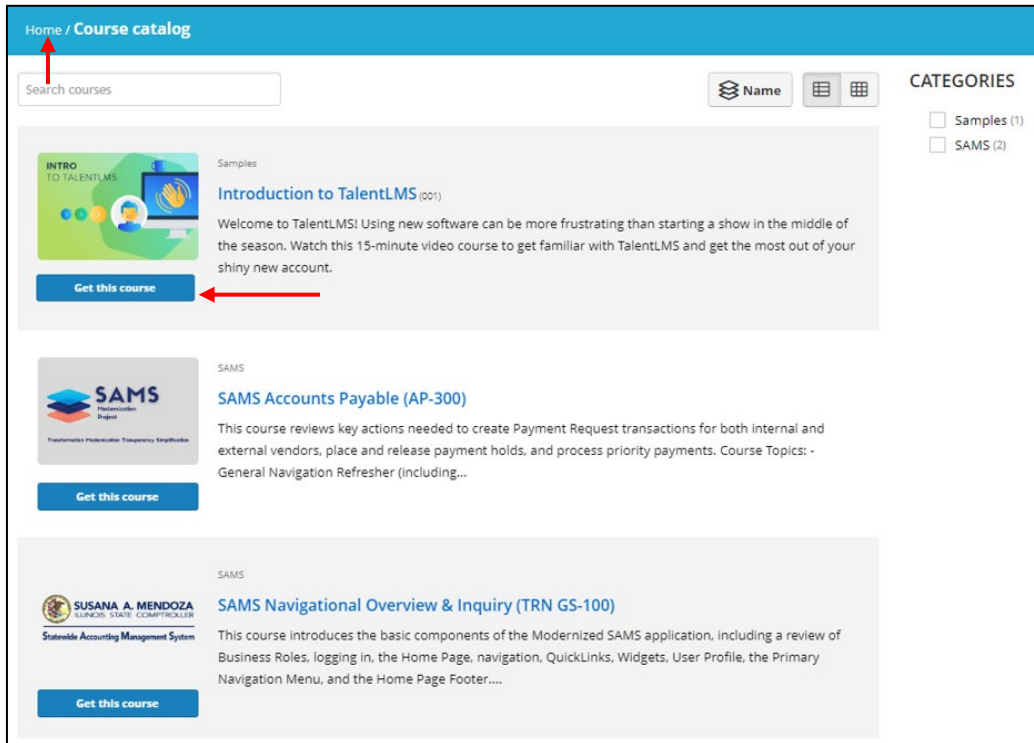 Home / Course catalog
Search courses
Name
CATEGORIES
Samples (1)
SAMS (2)
INTRO
TO TALENTLMS
Samples
Introduction to TalentLMS (001)
Welcome to TalentLMS! Using new software can be more frustrating than starting a show in the middle of
the season. Watch this 15-minute video course to get familiar with TalentLMS and get the most out of your
shiny new account.
Get this course
SAMS
Modernization
Project
Transformation Modernization Transparency Simplification
SAMS
SAMS Accounts Payable (AP-300)
This course reviews key actions needed to create Payment Request transactions for both internal and
external vendors, place and release payment holds, and process priority payments. Course Topics: -
General Navigation Refresher (including...
Get this course
SUSANA A. MENDOZA
ILLINOIS STATE COMPTROLLER
Statewide Accounting Management System
SAMS
SAMS Navigational Overview & Inquiry (TRN GS-100)
This course introduces the basic components of the Modernized SAMS application, including a review of
Business Roles, logging in, the Home Page, navigation, QuickLinks, Widgets, User Profile, the Primary
Navigation Menu, and the Home Page Footer....
Get this course